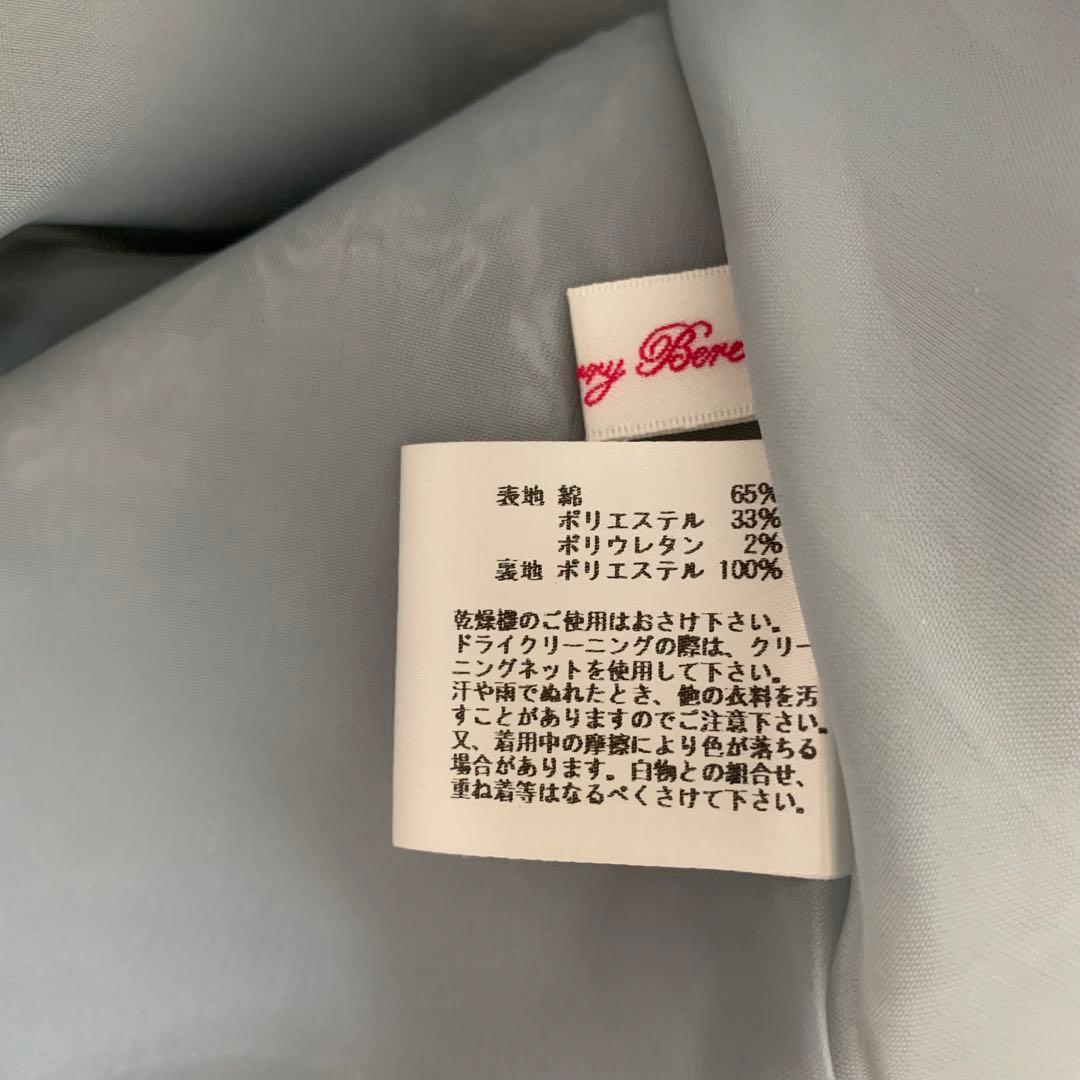 rry Bere
表地 綿 65%
ポリエステル 33%
ポリウレタン 2%
裏地 ポリエステル 100%
乾燥機のご使用はおさけ下さい。
ドライクリーニングの際は、クリー
ニングネットを使用して下さい。
汗や雨でぬれたとき、他の衣料を汚
すことがありますのでご注意下さい。
又、着用中の摩擦により色が落ちる
場合があります。白物との組合せ、
重ね着等はなるべくさけて下さい。